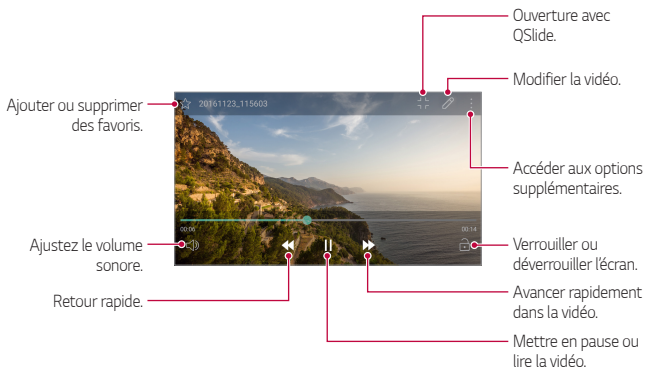 Ouverture avec
QSlide.
Modifier la vidéo.
Ajouter ou supprimer
des favoris.
20161123_115603
Accéder aux options
supplémentaires.
00:06
00:14
Ajustez le volume
sonore.
Verrouiller ou
déverrouiller l'écran.
Retour rapide.
Avancer rapidement
dans la vidéo.
Mettre en pause ou
lire la vidéo.